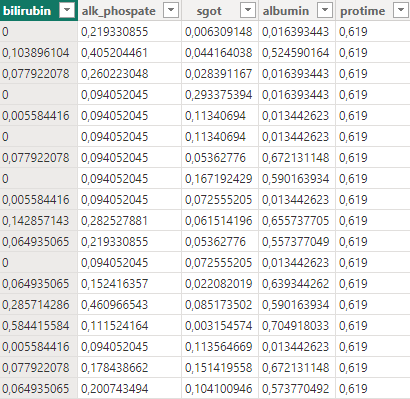 bilirubin alk_phospate sgot albumin protime
0 0,219330855 0,006309148 0,016393443 0,619
0,103896104 0,405204461 0,044164038 0,524590164 0,619
0,077922078 0,260223048 0,028391167 0,016393443 0,619
0 0,094052045 0,293375394 0,016393443 0,619
0,005584416 0,094052045 0,11340694 0,013442623 0,619
0 0,094052045 0,11340694 0,013442623 0,619
0,077922078 0,094052045 0,05362776 0,672131148 0,619
0 0,094052045 0,167192429 0,590163934 0,619
0,005584416 0,094052045 0,072555205 0,013442623 0,619
0,142857143 0,282527881 0,061514196 0,655737705 0,619
0,064935065 0,219330855 0,05362776 0,557377049 0,619
0 0,094052045 0,072555205 0,013442623 0,619
0,064935065 0,152416357 0,022082019 0,639344262 0,619
0,285714286 0,460966543 0,085173502 0,590163934 0,619
0,584415584 0,111524164 0,003154574 0,704918033 0,619
0,005584416 0,094052045 0,113564669 0,013442623 0,619
0,077922078 0,178438662 0,151419558 0,672131148 0,619
0,064935065 0,200743494 0,104100946 0,573770492 0,619